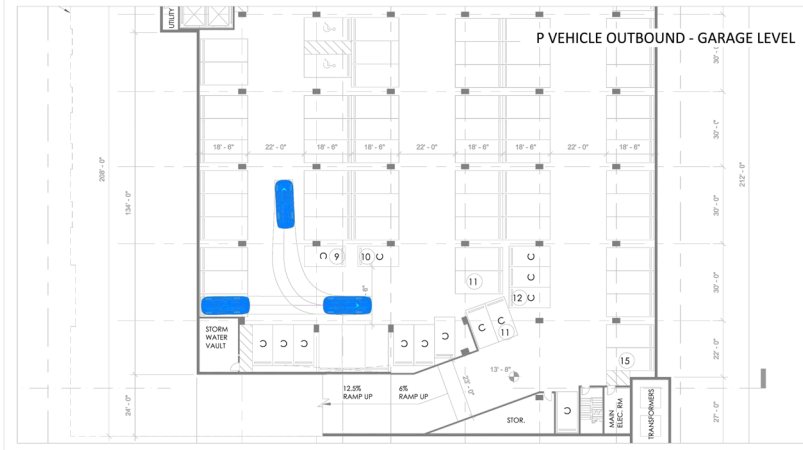 UTILITY
P VEHICLE OUTBOUND - GARAGE LEVEL
30' - 0"
30' - 0"
18' - 6"
22' - 0"
18' - 6"
18' - 6"
22' - 0"
18' - 6"
18' - 6"
22' - 0"
18' - 6"
208' - 0"
134' - 0"
212' - 0"
30' - 0"
C
9
10
C
C
C
11
30' - 0"
12
C
STORM
WATER
VAULT
C
C
C
C
C
C
C
C
11
22' - 0"
15
13' - 8"
12.5%
RAMP UP
6%
RAMP UP
23' - 0"
24' - 0"
STOR.
C
MAIN
ELEC. RM
TRANSFORMERS
27' - 0"